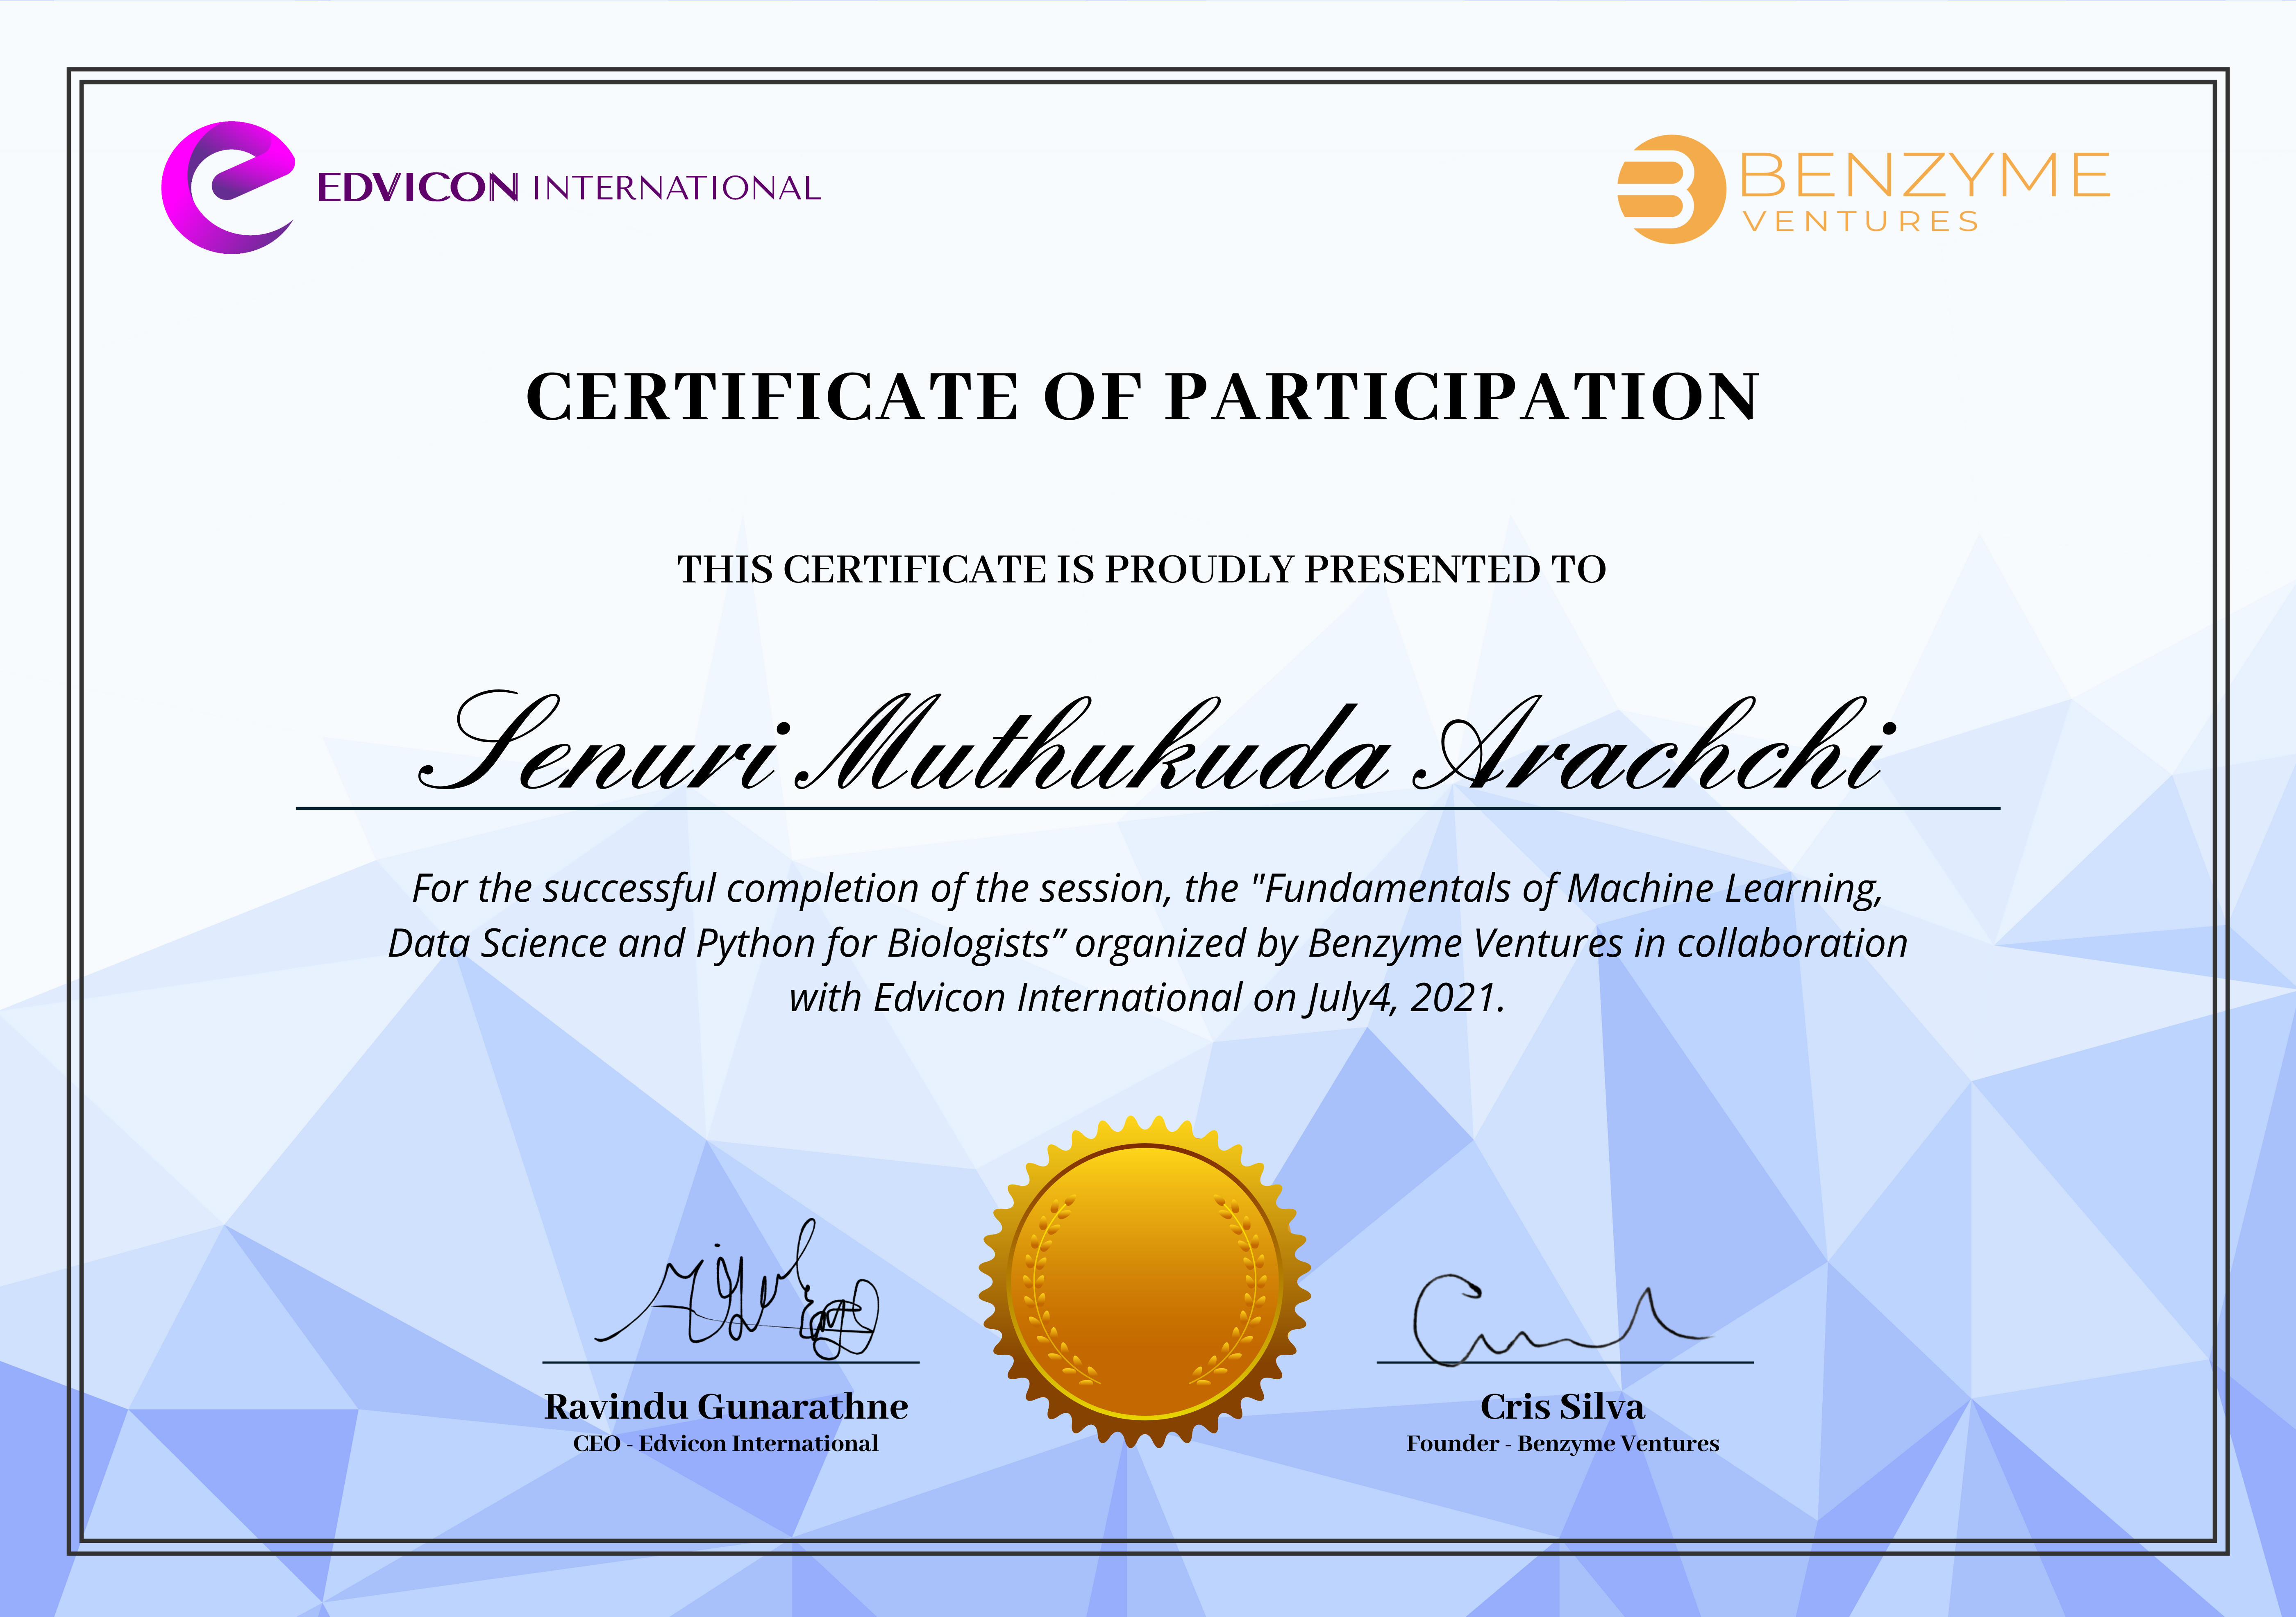 EDVICON INTERNATIONAL
BENZYME
VENTURES
CERTIFICATE OF PARTICIPATION
THIS CERTIFICATE IS PROUDLY PRESENTED TO
Senuri Muthukuda Arachchi
For the successful completion of the session, the "Fundamentals of Machine Learning,
Data Science and Python for Biologists” organized by Benzyme Ventures in collaboration
with Edvicon International on July4, 2021.
Ravindu Gunarathne
CEO - Edvicon International
Cris Silva
Founder - Benzyme Ventures